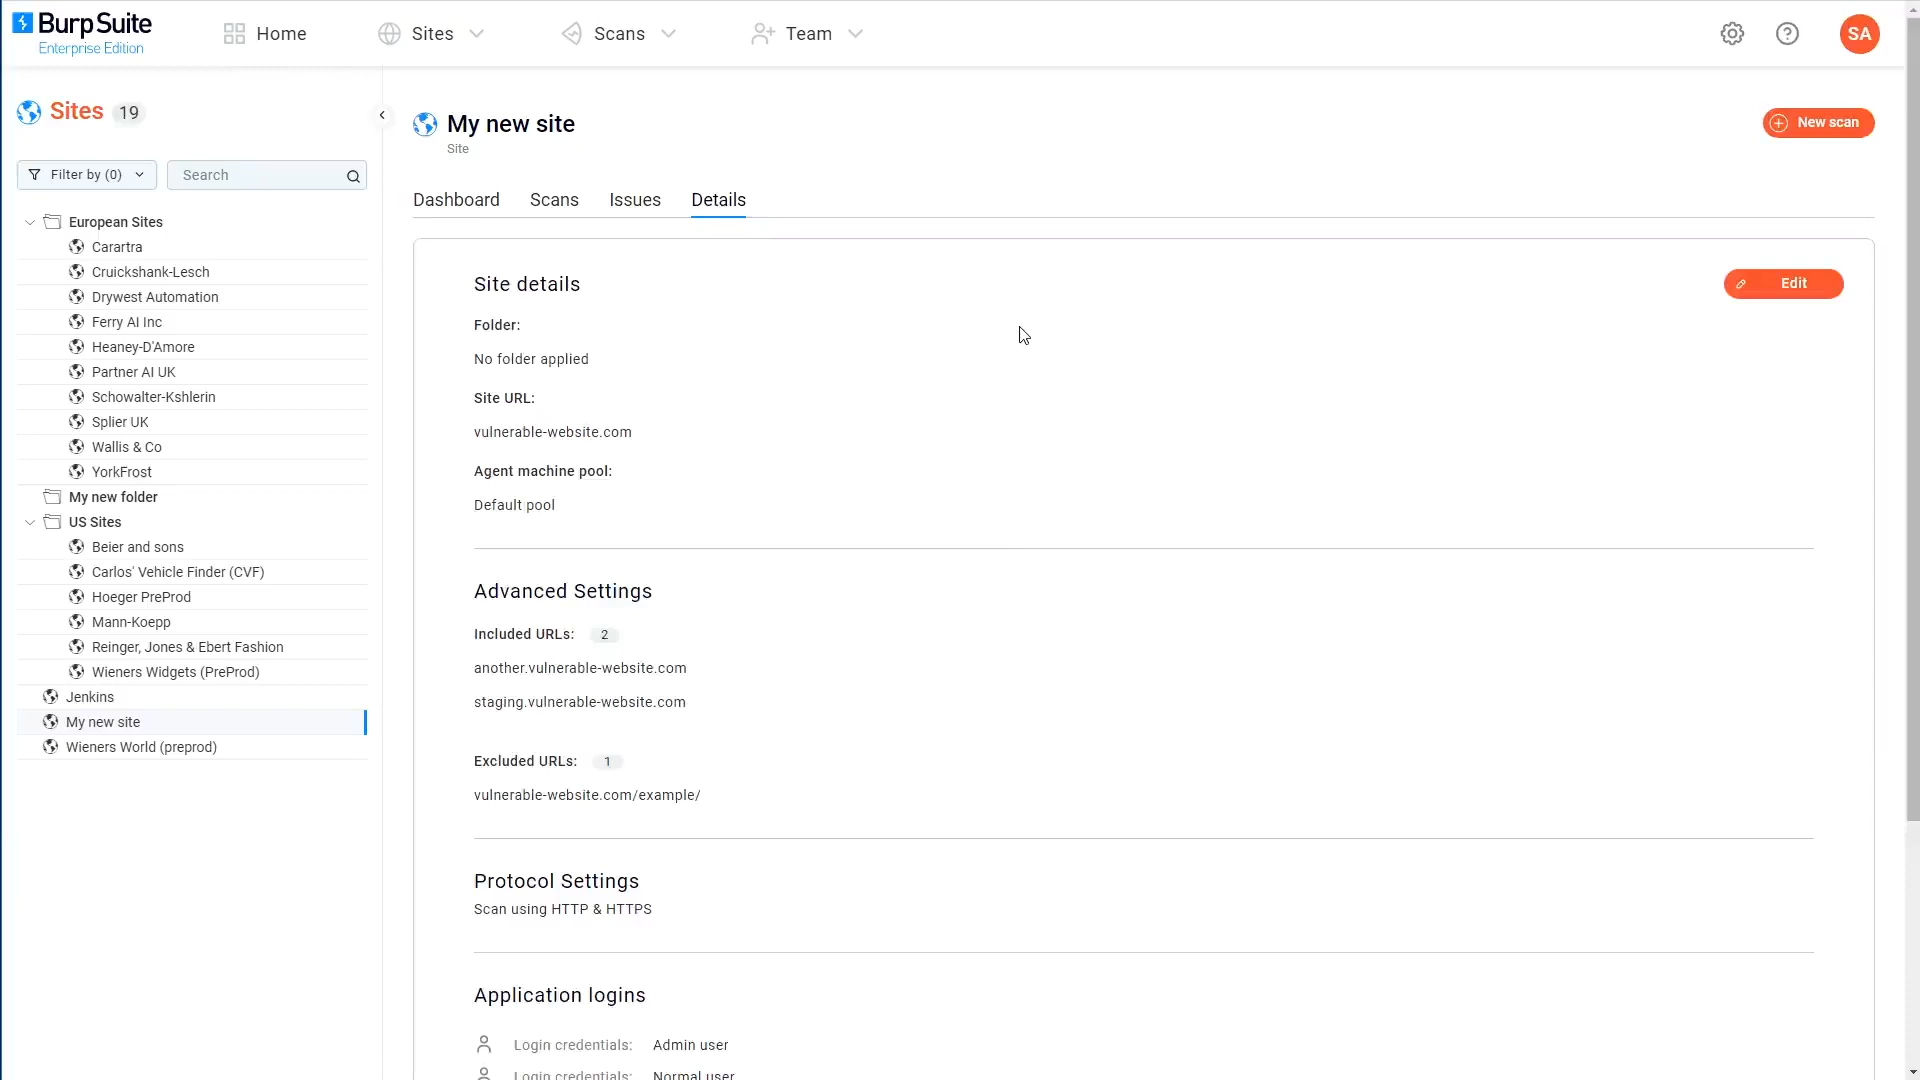 BurpSuite
Enterprise Edition
Home
Sites
Scans
Team
SA
Sites 19
Filter by (0)
Search
European Sites
Carartra
Cruickshank-Lesch
Drywest Automation
Ferry AI Inc
Heaney-D'Amore
Partner AI UK
Schowalter-Kshlerin
Splier UK
Wallis & Co
YorkFrost
My new folder
US Sites
Beier and sons
Carlos' Vehicle Finder (CVF)
Hoeger PreProd
Mann-Koepp
Reinger, Jones & Ebert Fashion
Wieners Widgets (PreProd)
Jenkins
My new site
Wieners World (preprod)
My new site
Site
New scan
Dashboard
Scans
Issues
Details
Site details
Edit
Folder:
No folder applied
Site URL:
vulnerable-website.com
Agent machine pool:
Default pool
Advanced Settings
Included URLs: 2
another.vulnerable-website.com
staging.vulnerable-website.com
Excluded URLs: 1
vulnerable-website.com/example/
Protocol Settings
Scan using HTTP & HTTPS
Application logins
Login credentials: Admin user
Login credentials: Normal user